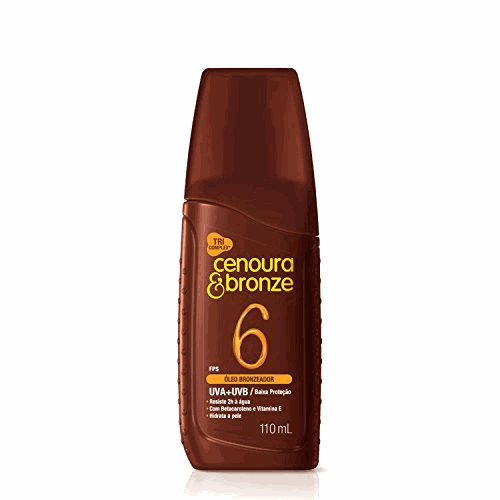 TRI
COMPLEX*
cenoura
&bronze
6
FPS
ÓLEO BRONZEADOR
UVA+UVB / Baixa Proteção
• Resiste 2h à água
• Com Betacaroteno e Vitamina E
• Hidrata a pele
110 mL